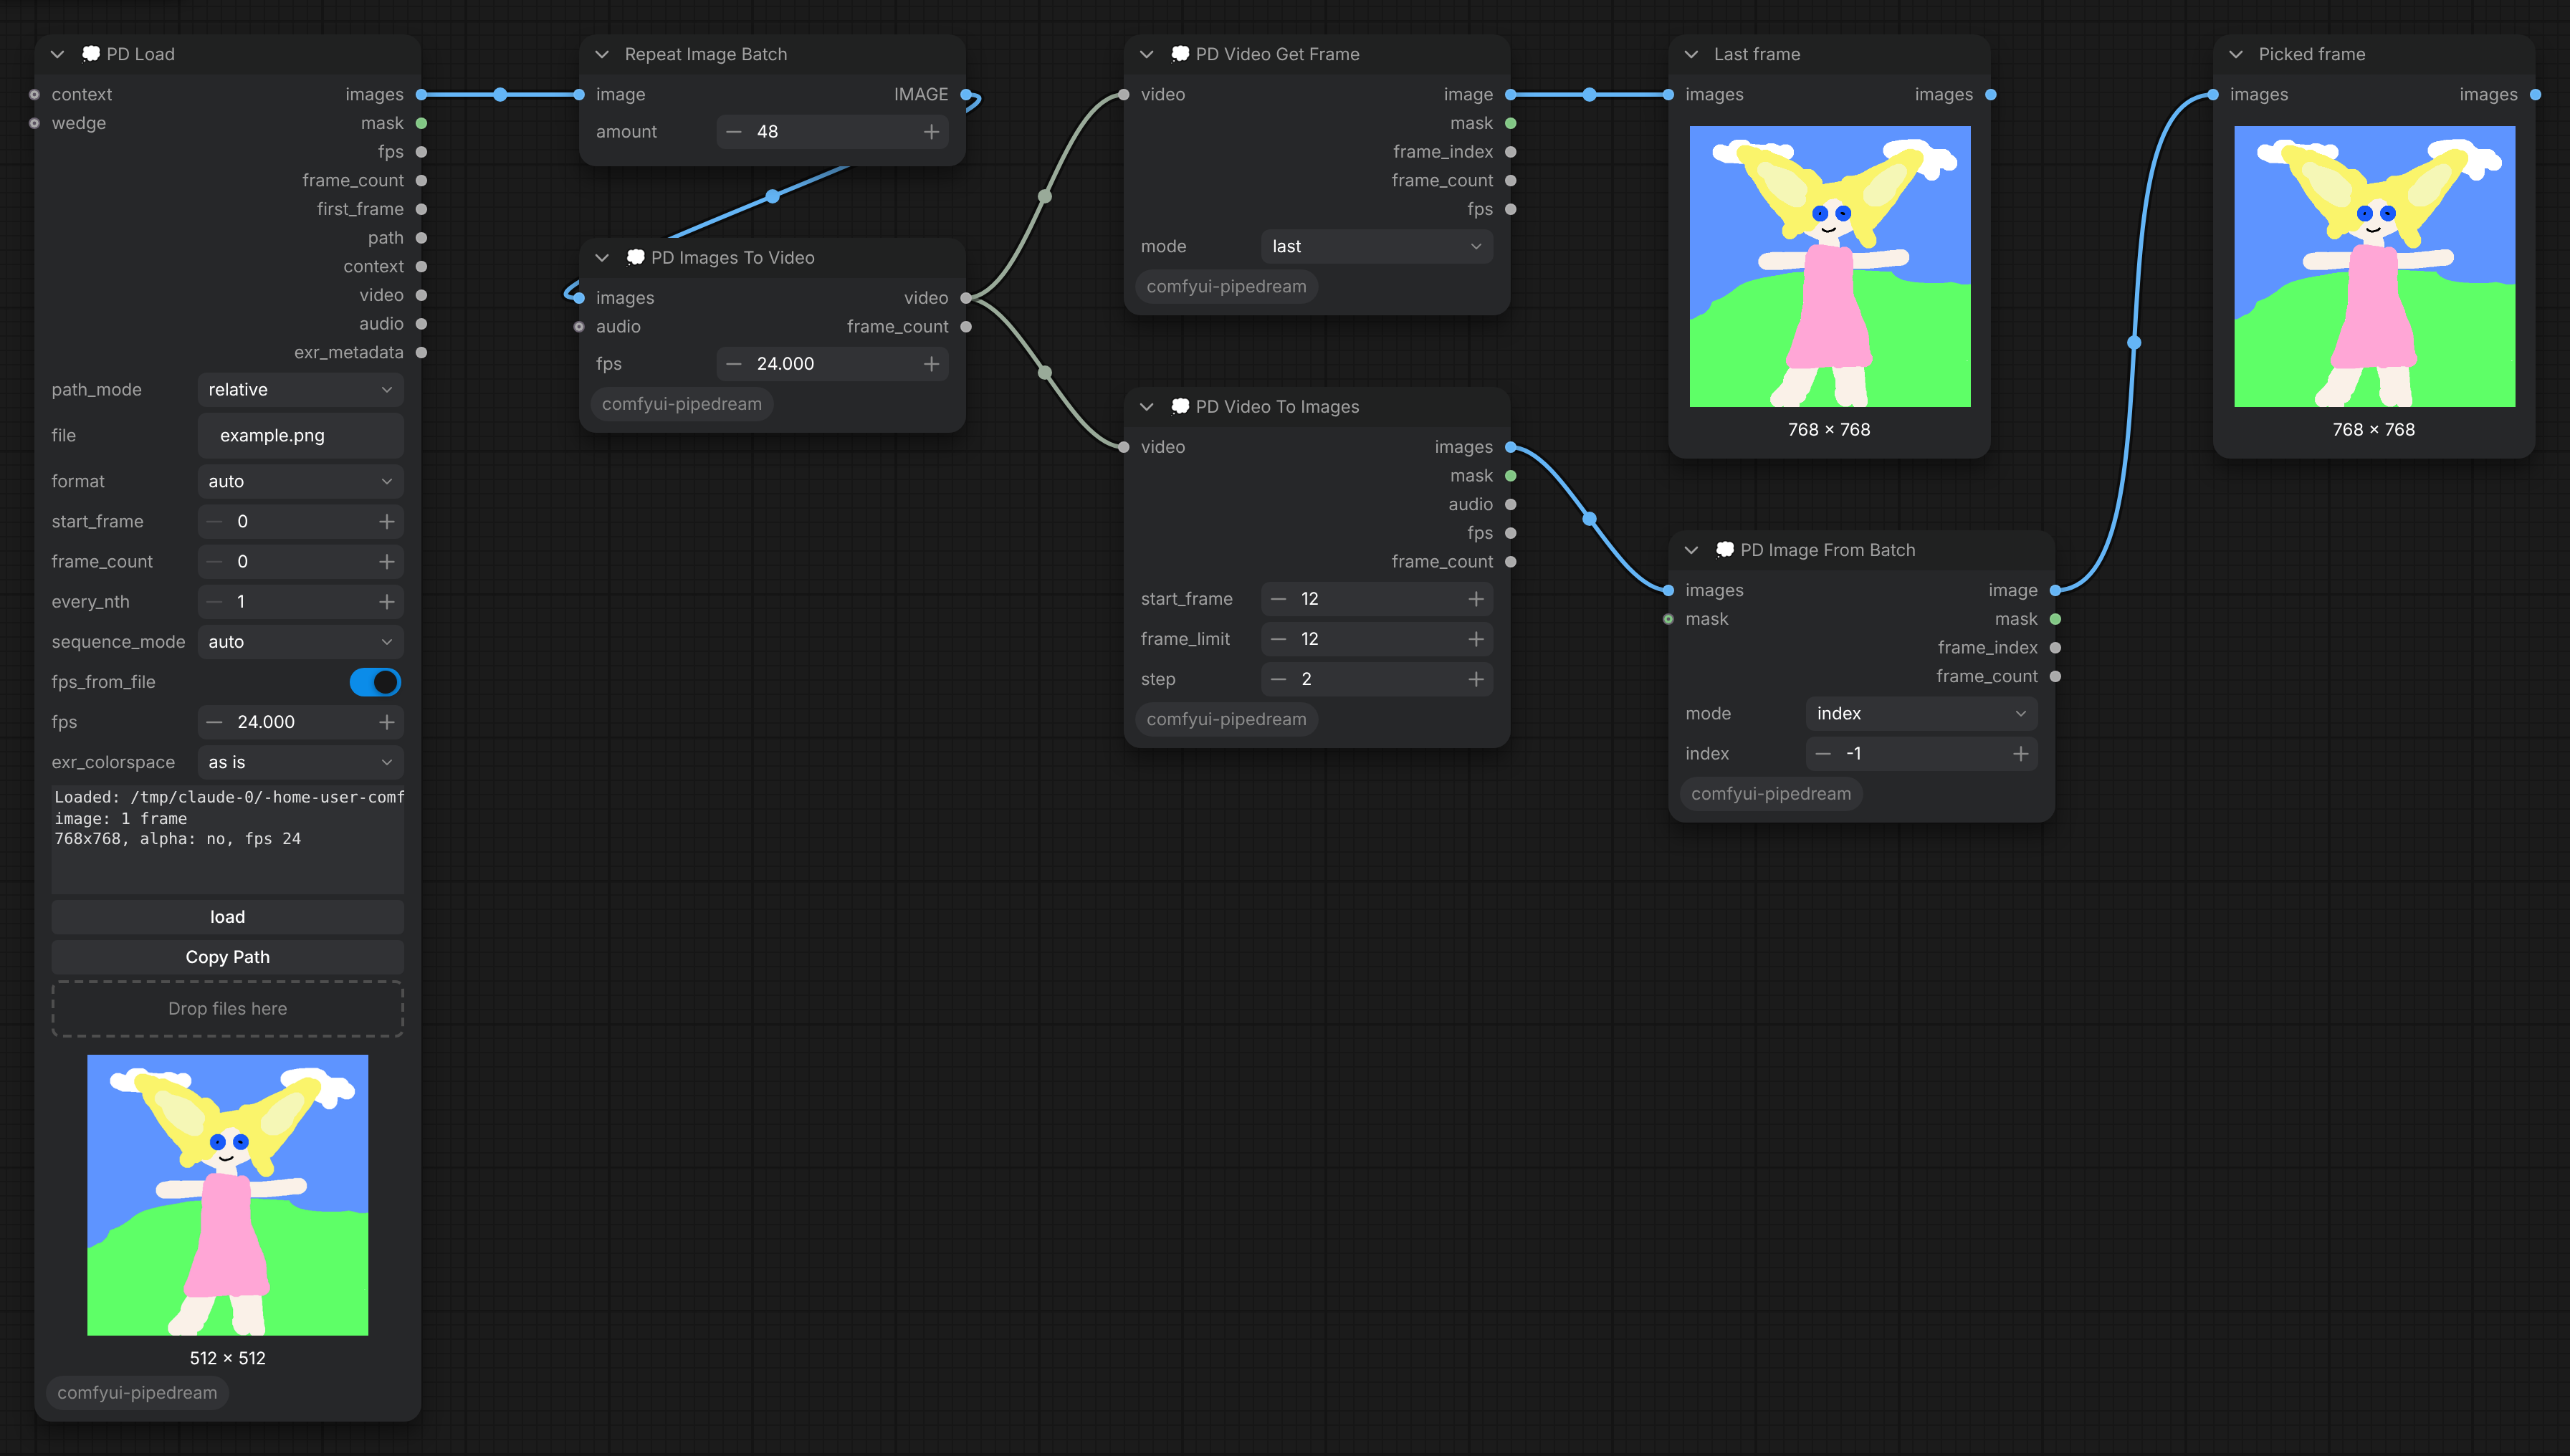 PD Load
context images
wedge mask
fps
frame_count
first_frame
path
context
video
audio
exr_metadata
path_mode relative
file example.png
format auto
start_frame 0
frame_count 0
every_nth 1
sequence_mode auto
fps_from_file
fps 24.000
exr_colorspace as is
Loaded: /tmp/claude-0/-home-user-comf
image: 1 frame
768x768, alpha: no, fps 24
load
Copy Path
Drop files here
512 × 512
comfyui-pipedream
Repeat Image Batch
image IMAGE
amount 48
PD Images To Video
images video
audio frame_count
fps 24.000
comfyui-pipedream
PD Video Get Frame
video image
mask
frame_index
frame_count
fps
mode last
comfyui-pipedream
PD Video To Images
video images
mask
audio
fps
frame_count
start_frame 12
frame_limit 12
step 2
comfyui-pipedream
Last frame
images images
768 × 768
PD Image From Batch
images image
mask mask
frame_index
frame_count
mode index
index -1
comfyui-pipedream
Picked frame
images images
768 × 768